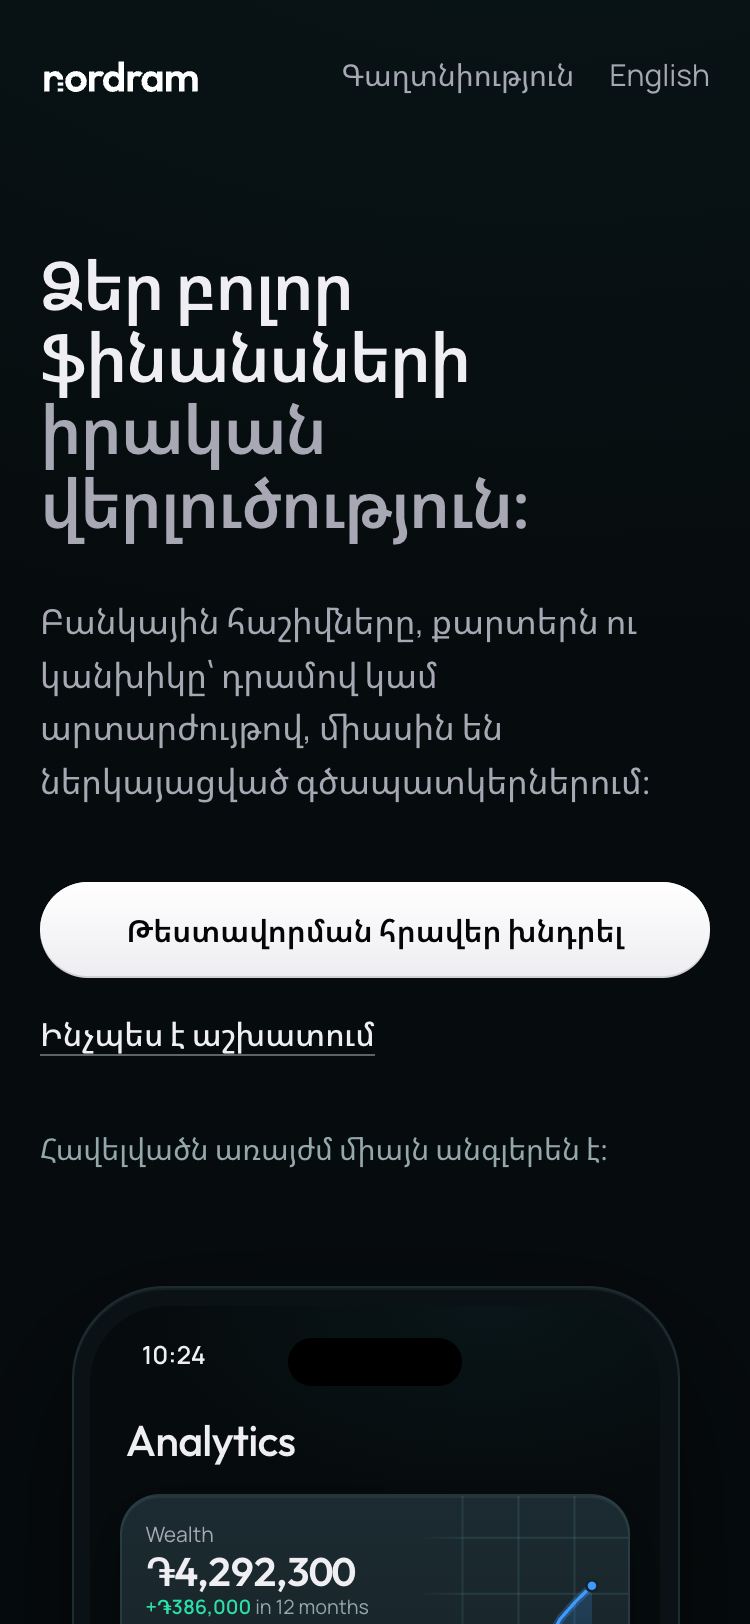 nordram
Գաղտնիություն
English
Ձեր բոլոր
ֆինանսների
իրական
վերլուծություն:
Բանկային հաշիվները, քարտերն ու
կանխիկը՝ դրամով կամ
արտարժույթով, միասին են
ներկայացված գծապատկերներում:
Թեստավորման հրավեր խնդրել
Ինչպես է աշխատում
Հավելվածն առայժմ միայն անգլերեն է:
10:24
Analytics
Wealth
֏4,292,300
+֏386,000 in 12 months